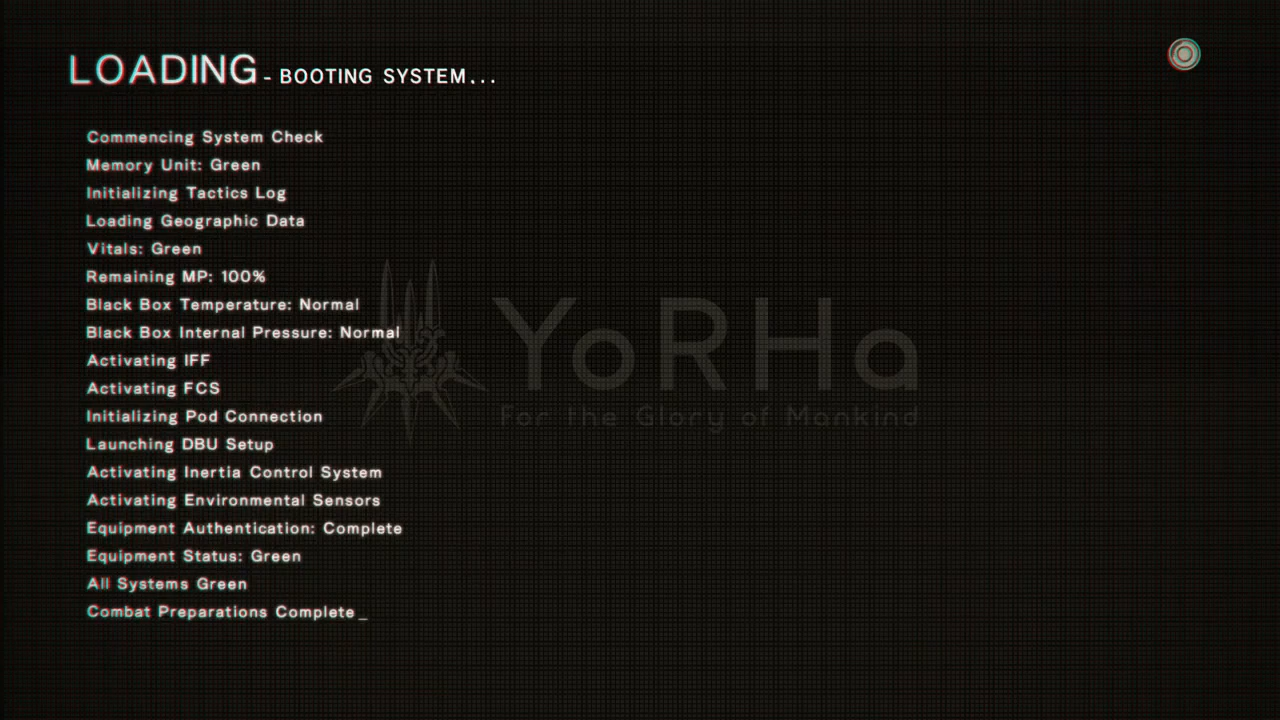 LOADING - BOOTING SYSTEM...
Commencing System Check
Memory Unit: Green
Initializing Tactics Log
Loading Geographic Data
Vitals: Green
Remaining MP: 100%
Black Box Temperature: Normal
Black Box Internal Pressure: Normal
Activating IFF
Activating FCS
Initializing Pod Connection
Launching DBU Setup
Activating Inertia Control System
Activating Environmental Sensors
Equipment Authentication: Complete
Equipment Status: Green
All Systems Green
Combat Preparations Complete _
YoRHa
For the Glory of Mankind